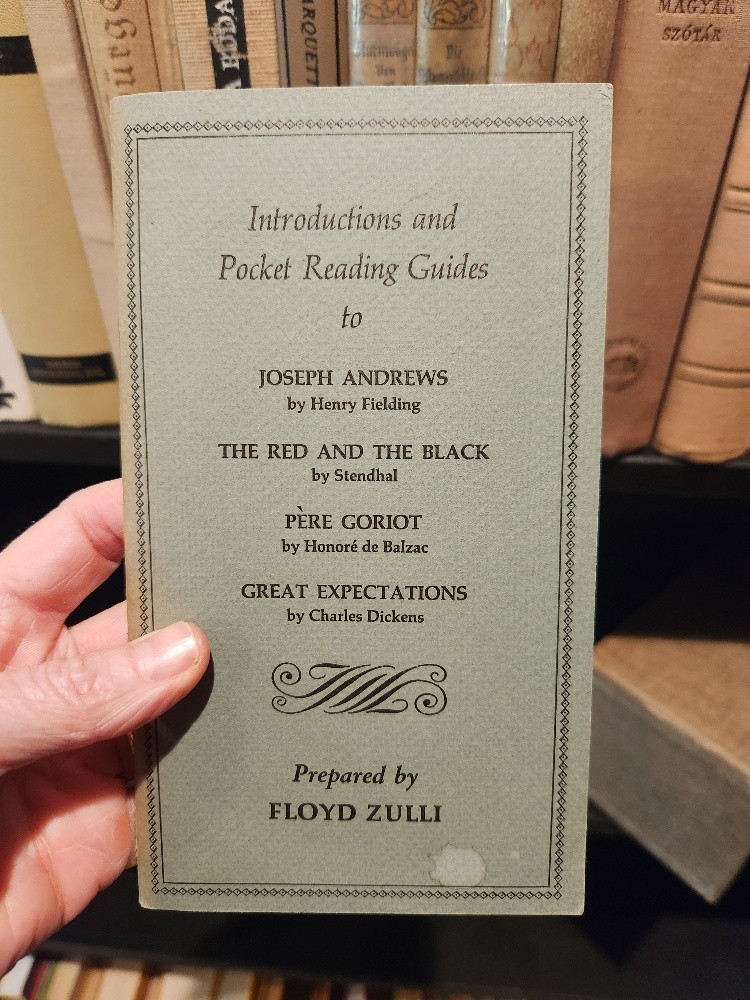 Introductions and
Pocket Reading Guides
to
JOSEPH ANDREWS
by Henry Fielding
THE RED AND THE BLACK
by Stendhal
PÈRE GORIOT
by Honoré de Balzac
GREAT EXPECTATIONS
by Charles Dickens
Prepared by
FLOYD ZULLI
MAGYAR
SZÓTÁR